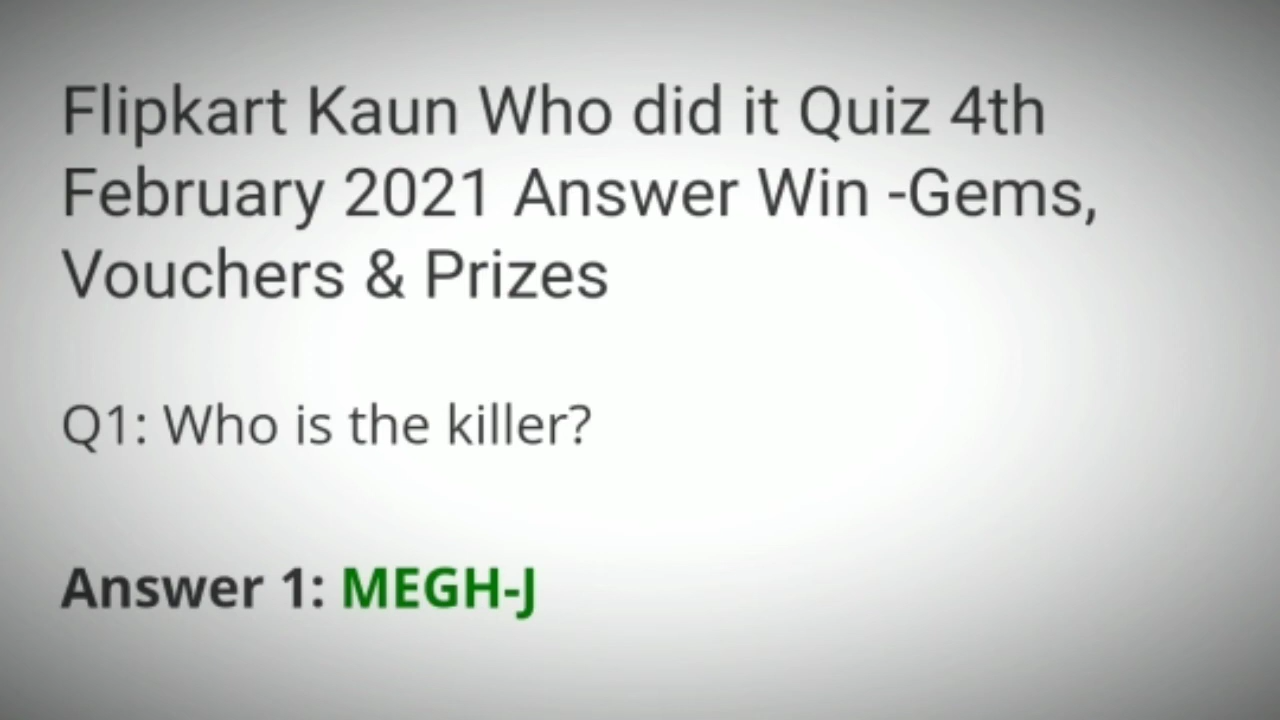 Flipkart Kaun Who did it Quiz 4th
February 2021 Answer Win -Gems,
Vouchers & Prizes
Q1: Who is the killer?
Answer 1: MEGH-J